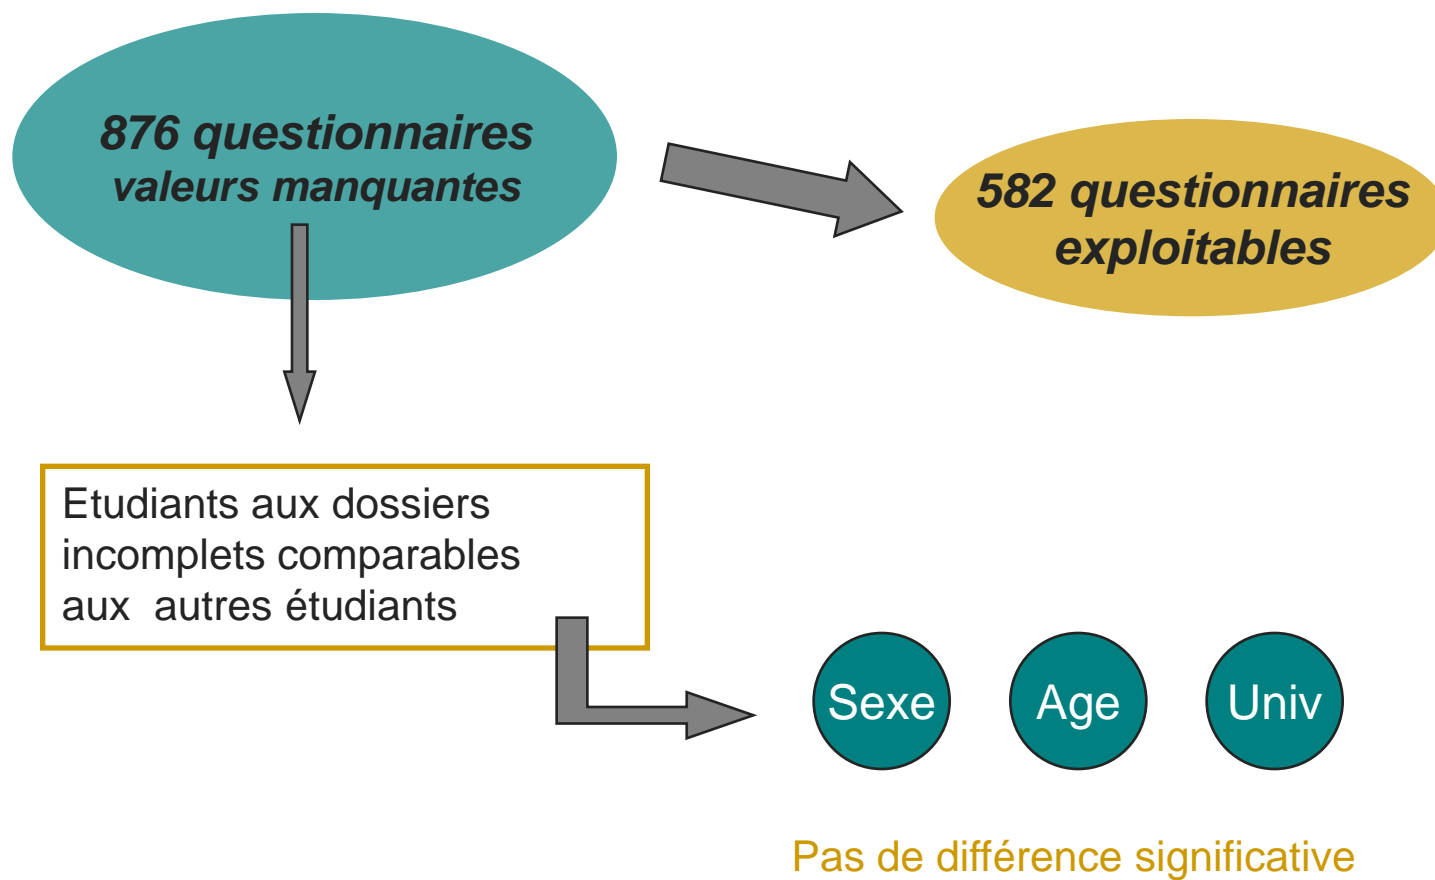 876 questionnaires
valeurs manquantes
582 questionnaires
exploitables
Etudiants aux dossiers
incomplets comparables
aux autres étudiants
Sexe
Age
Univ
Pas de différence significative